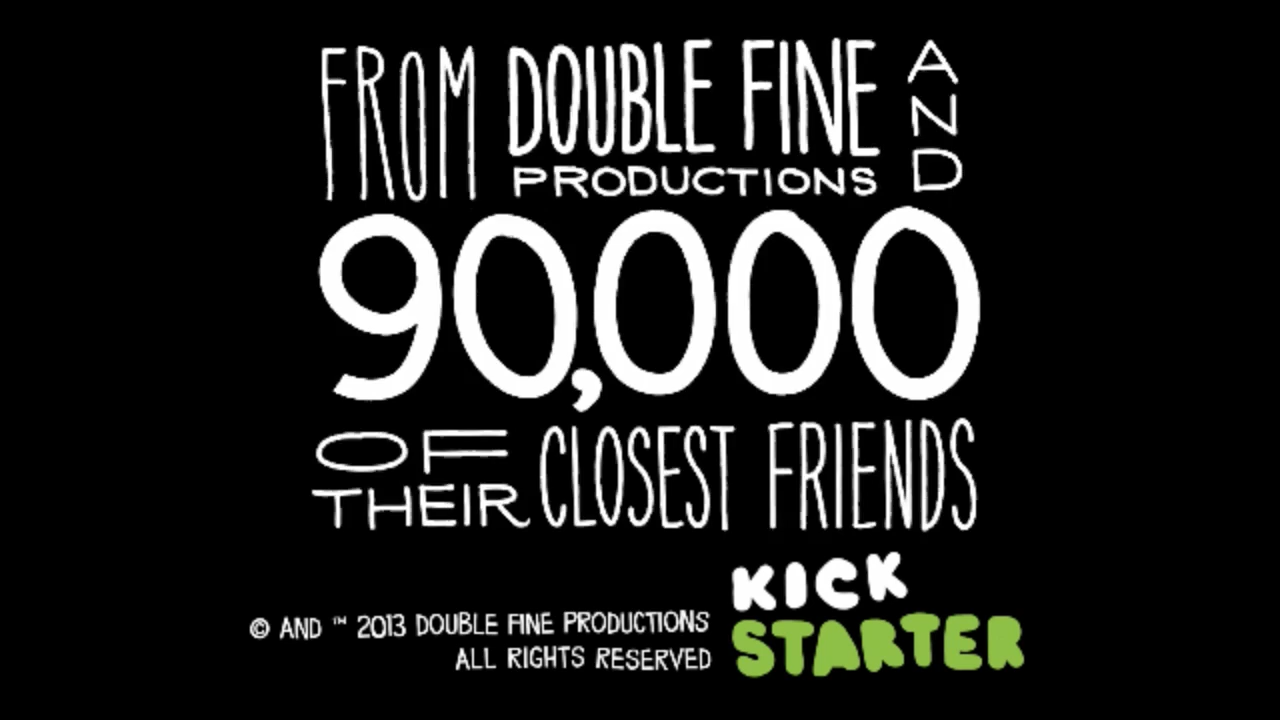 FROM DOUBLE FINE PRODUCTIONS AND
90,000
OF THEIR CLOSEST FRIENDS
KICK
STARTER
© AND ™ 2013 DOUBLE FINE PRODUCTIONS
ALL RIGHTS RESERVED